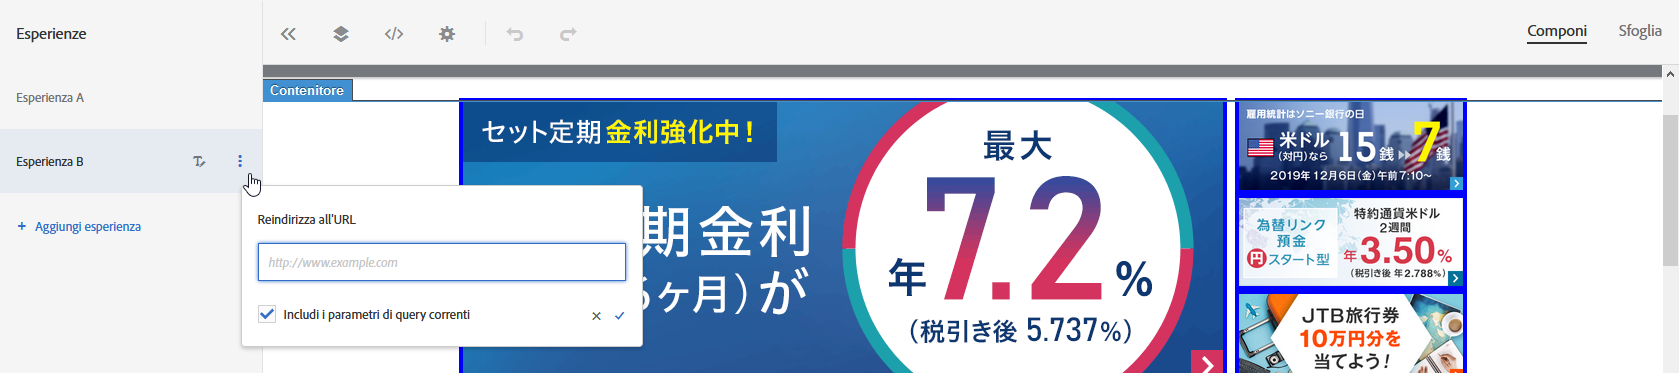 Esperienze
Componi
Sfoglia
Esperienza A
Esperienza B
+ Aggiungi esperienza
Contenitore
Reindirizza all'URL
http://www.example.com
Includi i parametri di query correnti
セット定期 金利強化中！
期金利
ヶ月）が
最大
年7.2%
（税引き後 5.737%）
雇用統計はソニー銀行の日
米ドル
（対円）なら
15銭
7銭
2019年 12月6日(金)午前7:10～
為替リンク
預金
円スタート型
特約通貨米ドル
2週間
年3.50%
（税引き後 年2.788%）
JTB旅行券
10万円分を
当てよう！